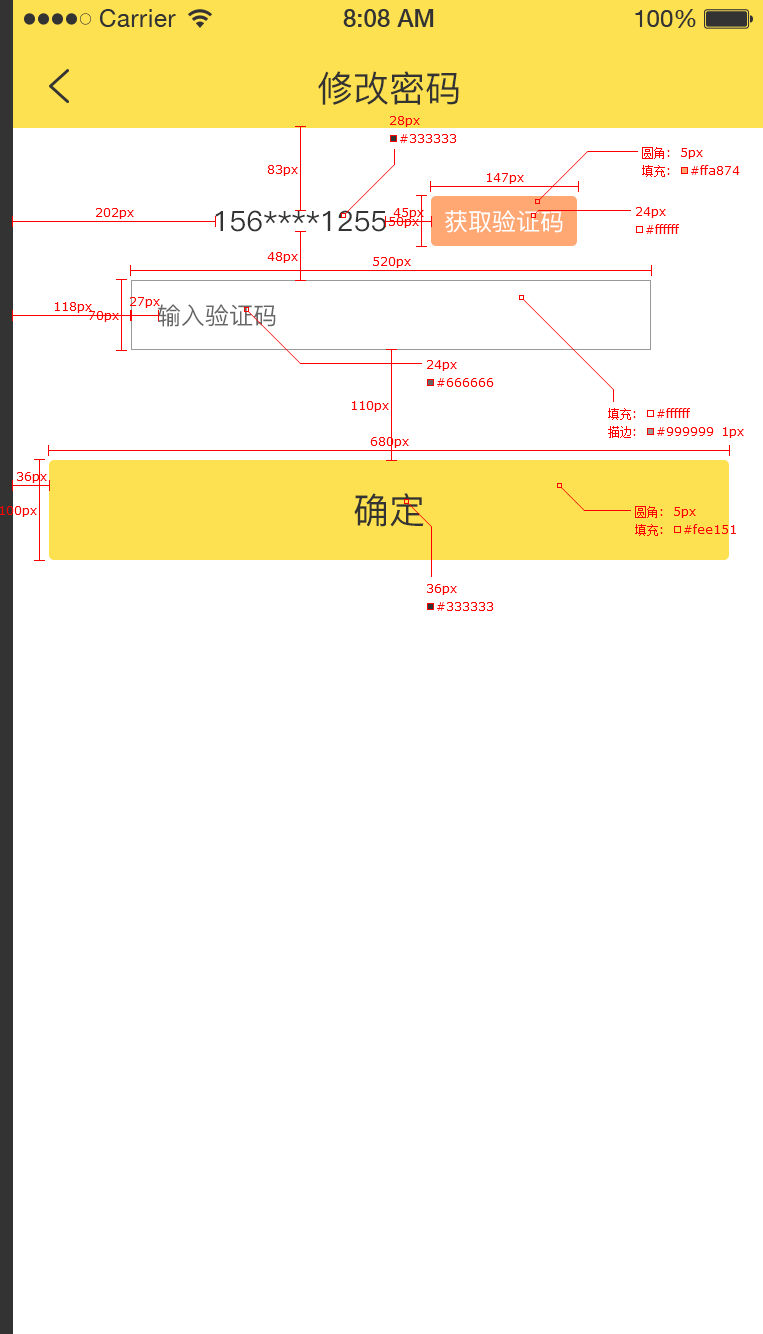 Carrier 8:08 AM 100%
修改密码
28px
#333333
83px
圆角: 5px
填充: #ffa874
147px
202px
156****1255
45px
50px
获取验证码
24px
#ffffff
48px
520px
118px
70px
27px
输入验证码
24px
#666666
110px
填充: #ffffff
描边: #999999 1px
680px
36px
100px
确定
圆角: 5px
填充: #fee151
36px
#333333